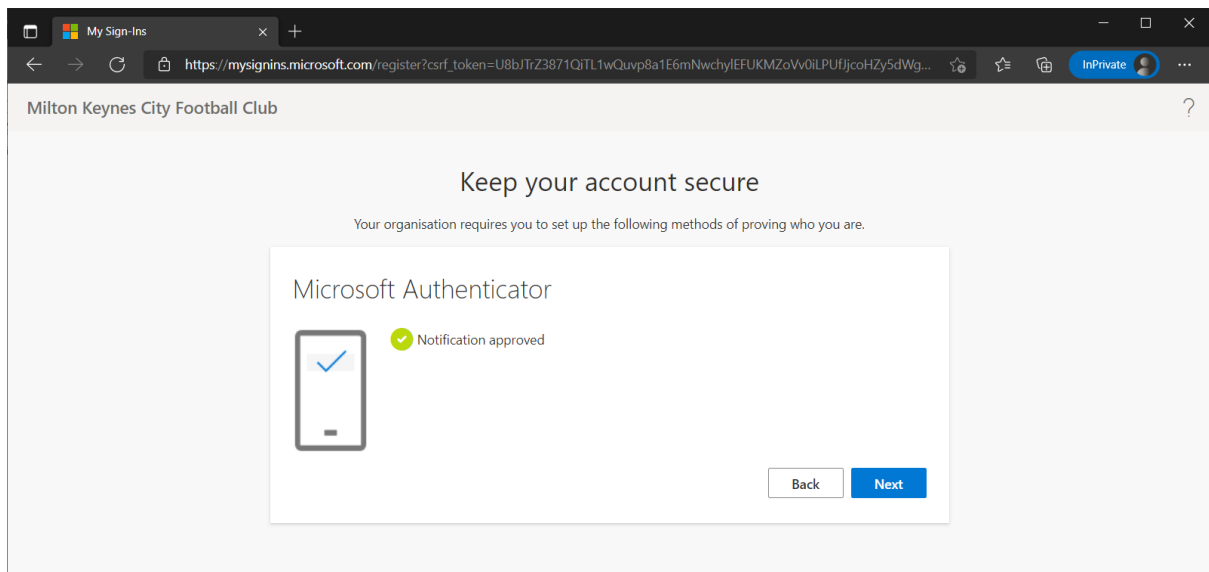 My Sign-Ins
https://mysignins.microsoft.com/register?csrf_token=U8bJTrZ3871QiTL1wQuvp8a1E6mNwchylEFUKMZoVv0iLPUfJjcoHZy5dWg...
InPrivate
Milton Keynes City Football Club
?
Keep your account secure
Your organisation requires you to set up the following methods of proving who you are.
Microsoft Authenticator
Notification approved
Back
Next